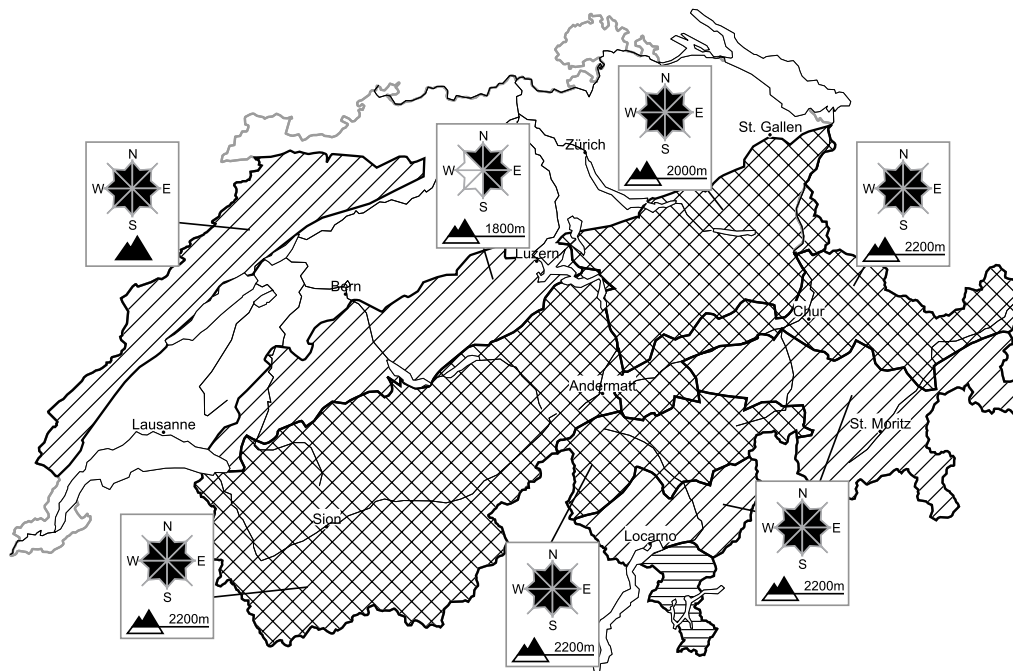 N
W E
S
2000m
St. Gallen
Zürich
N
W E
S
1800m
N
W E
S
N
W E
S
2200m
Luzern
Bern
Chur
Andermatt
Lausanne
St. Moritz
Sion
Locarno
N
W E
S
2200m
N
W E
S
2200m
N
W E
S
2200m